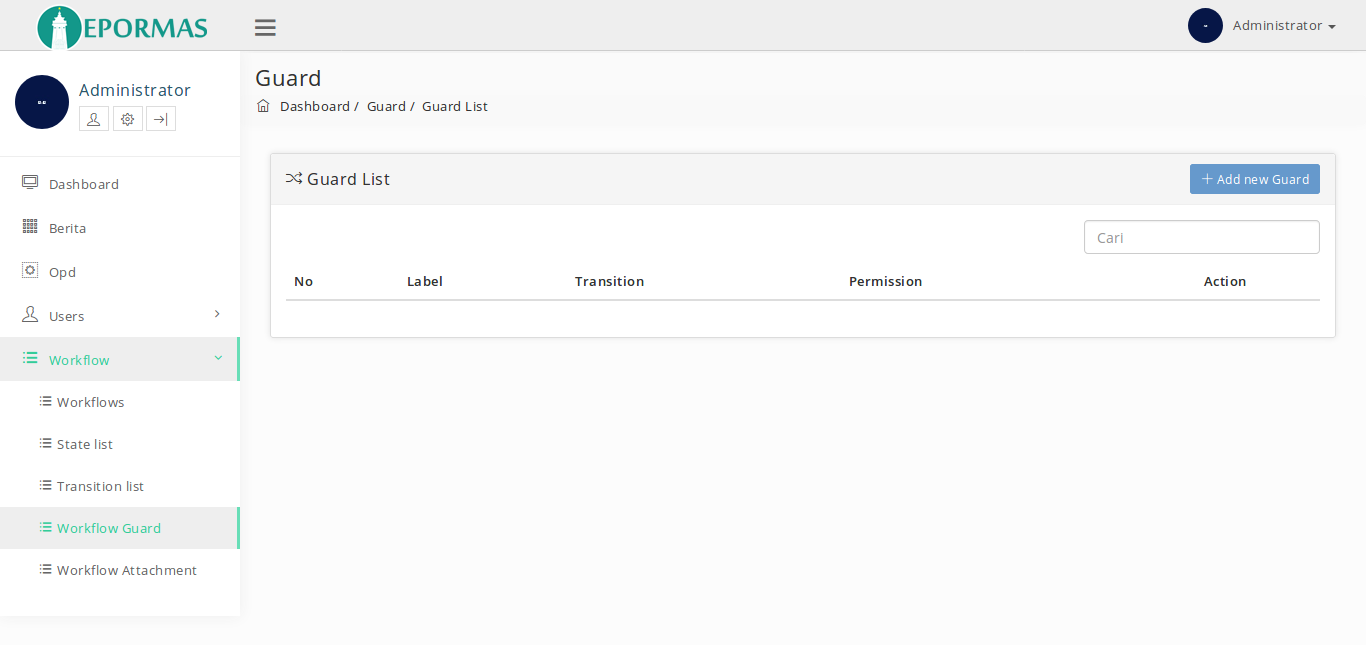 EPORMAS
Administrator
Administrator
Guard
Dashboard / Guard / Guard List
Dashboard
Berita
Opd
Users
Workflow
Workflows
State list
Transition list
Workflow Guard
Workflow Attachment
Guard List
Add new Guard
Cari
No Label Transition Permission Action